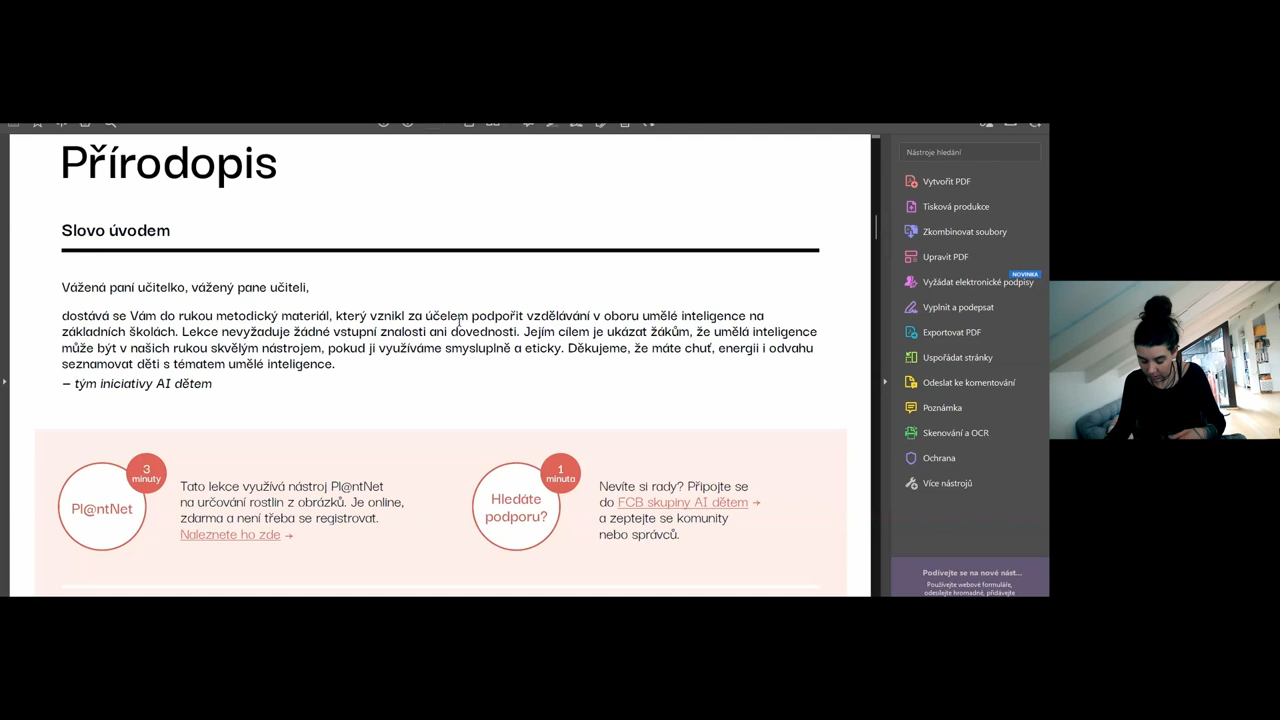 Přírodopis
Slovo úvodem
Vážená paní učitelko, vážený pane učiteli,
dostává se Vám do rukou metodický materiál, který vznikl za účelem podpořit vzdělávání v oboru umělé inteligence na
základních školách. Lekce nevyžaduje žádné vstupní znalosti ani dovednosti. Jejím cílem je ukázat žákům, že umělá inteligence
může být v našich rukou skvělým nástrojem, pokud ji využíváme smysluplně a eticky. Děkujeme, že máte chuť, energii i odvahu
seznamovat děti s tématem umělé inteligence.
– tým iniciativy AI dětem
3
minuty
Pl@ntNet
Tato lekce využívá nástroj Pl@ntNet
na určování rostlin z obrázků. Je online,
zdarma a není třeba se registrovat.
Naleznete ho zde →
1
minuta
Hledáte
podporu?
Nevíte si rady? Připojte se
do FCB skupiny AI dětem →
a zeptejte se komunity
nebo správců.
Nástroje hledání
Vytvořit PDF
Tisková produkce
Zkombinovat soubory
Upravit PDF
NOVINKA
Vyžádat elektronické podpisy
Vyplnit a podepsat
Exportovat PDF
Uspořádat stránky
Odeslat ke komentování
Poznámka
Skenování a OCR
Ochrana
Více nástrojů
Podívejte se na nové nást...
Používejte webové formuláře,
odesílejte hromadně, přidávejte